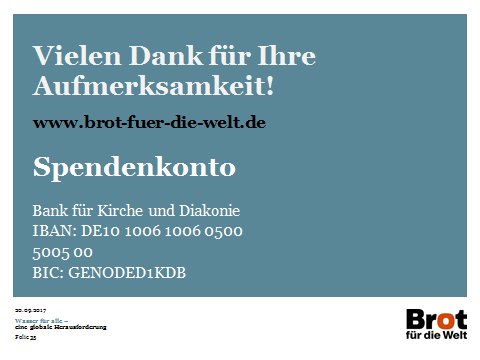 Vielen Dank für Ihre
Aufmerksamkeit!
www.brot-fuer-die-welt.de
Spendenkonto
Bank für Kirche und Diakonie
IBAN: DE10 1006 1006 0500
5005 00
BIC: GENODED1KDB
20.09.2017
Wasser für alle –
eine globale Herausforderung
Folie 35
Brot
für die Welt